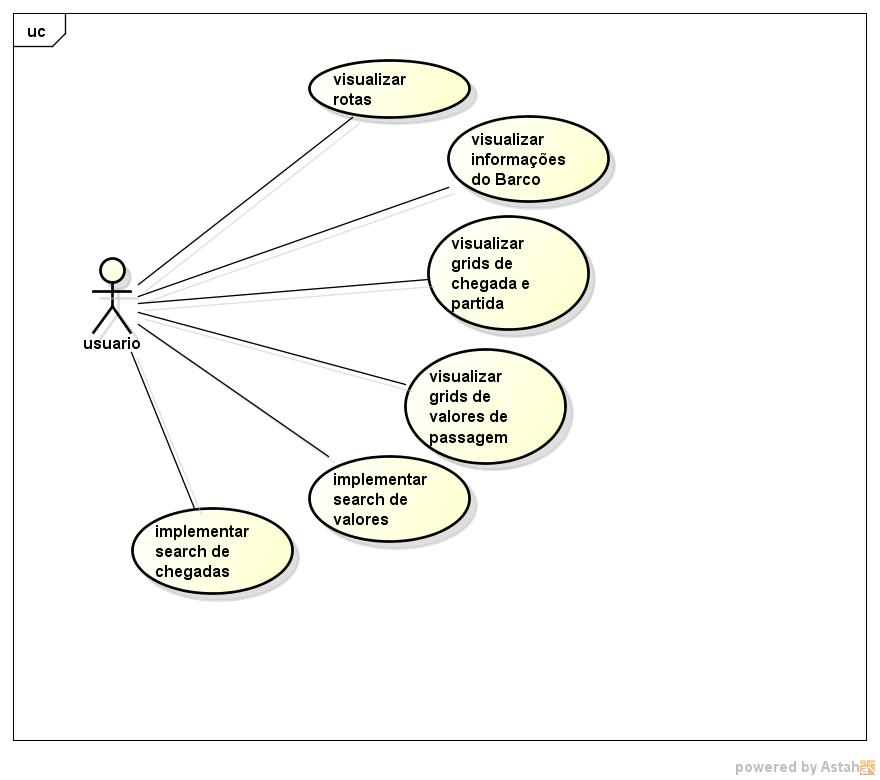 uc
visualizar
rotas
visualizar
informações
do Barco
visualizar
grids de
chegada e
partida
usuario
visualizar
grids de
valores de
passagem
implementar
search de
valores
implementar
search de
chegadas
powered by Astah